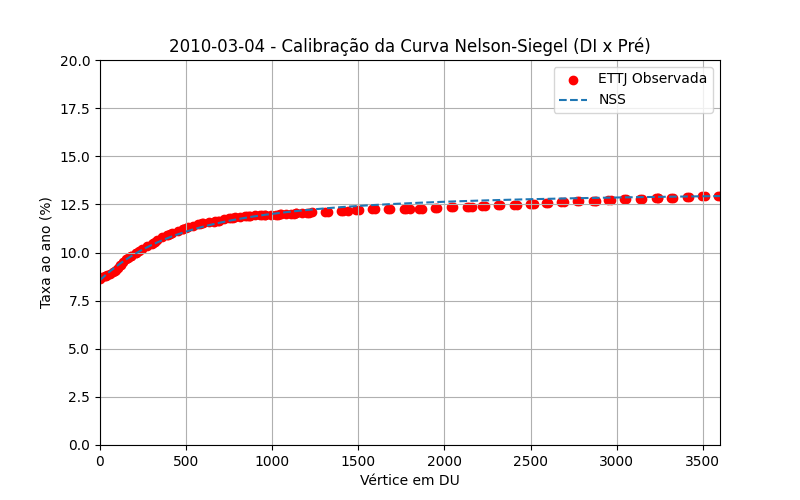 2010-03-04 - Calibração da Curva Nelson-Siegel (DI x Pré)
ETTJ Observada
NSS
Taxa ao ano (%)
20.0
17.5
15.0
12.5
10.0
7.5
5.0
2.5
0.0
0 500 1000 1500 2000 2500 3000 3500
Vértice em DU